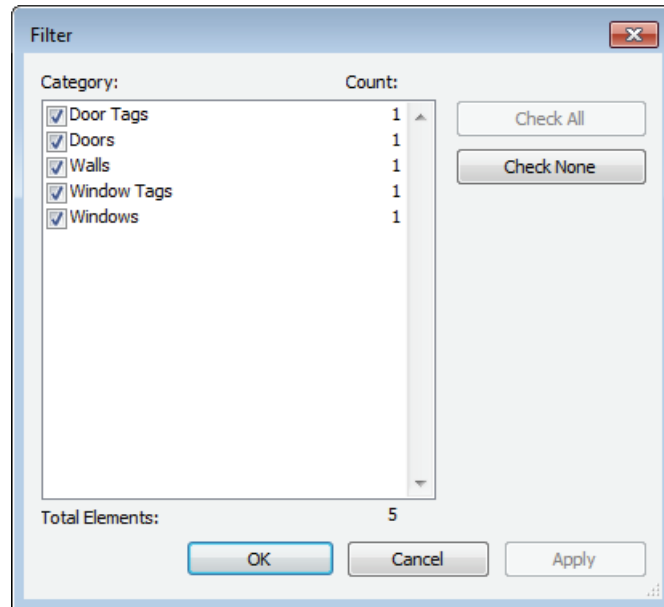 Filter
Category: Count:
Door Tags 1
Doors 1
Walls 1
Window Tags 1
Windows 1
Check All
Check None
Total Elements: 5
OK Cancel Apply